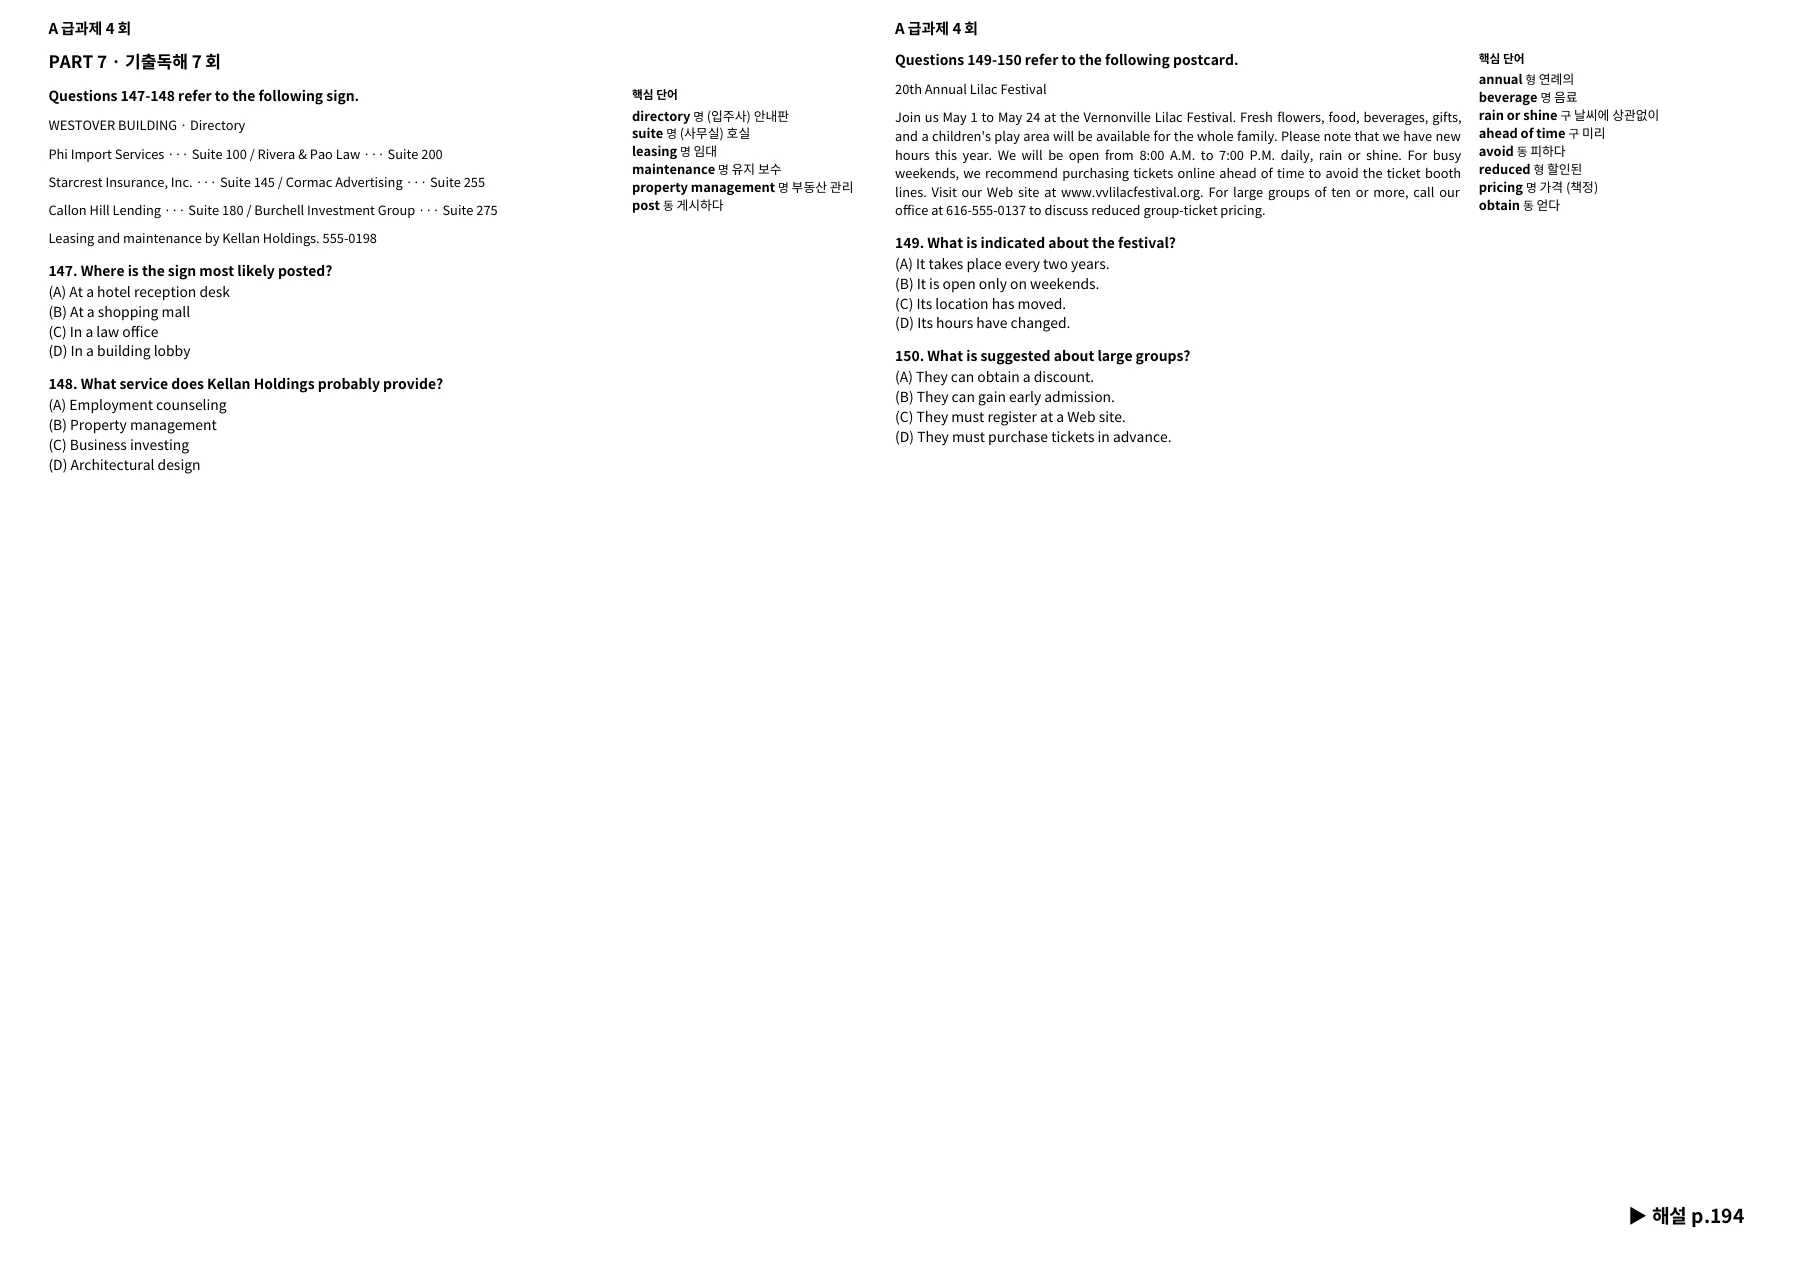 A 급과제 4 회
PART 7 · 기출독해 7 회
Questions 147-148 refer to the following sign.
WESTOVER BUILDING · Directory
Phi Import Services · · · Suite 100 / Rivera & Pao Law · · · Suite 200
Starcrest Insurance, Inc. · · · Suite 145 / Cormac Advertising · · · Suite 255
Callon Hill Lending · · · Suite 180 / Burchell Investment Group · · · Suite 275
Leasing and maintenance by Kellan Holdings. 555-0198
147. Where is the sign most likely posted?
(A) At a hotel reception desk
(B) At a shopping mall
(C) In a law office
(D) In a building lobby
148. What service does Kellan Holdings probably provide?
(A) Employment counseling
(B) Property management
(C) Business investing
(D) Architectural design
핵심 단어
directory 명 (입주사) 안내판
suite 명 (사무실) 호실
leasing 명 임대
maintenance 명 유지 보수
property management 명 부동산 관리
post 동 게시하다
A 급과제 4 회
Questions 149-150 refer to the following postcard.
20th Annual Lilac Festival
Join us May 1 to May 24 at the Vernonville Lilac Festival. Fresh flowers, food, beverages, gifts,
and a children's play area will be available for the whole family. Please note that we have new
hours this year. We will be open from 8:00 A.M. to 7:00 P.M. daily, rain or shine. For busy
weekends, we recommend purchasing tickets online ahead of time to avoid the ticket booth
lines. Visit our Web site at www.vvlilacfestival.org. For large groups of ten or more, call our
office at 616-555-0137 to discuss reduced group-ticket pricing.
149. What is indicated about the festival?
(A) It takes place every two years.
(B) It is open only on weekends.
(C) Its location has moved.
(D) Its hours have changed.
150. What is suggested about large groups?
(A) They can obtain a discount.
(B) They can gain early admission.
(C) They must register at a Web site.
(D) They must purchase tickets in advance.
핵심 단어
annual 형 연례의
beverage 명 음료
rain or shine 구 날씨에 상관없이
ahead of time 구 미리
avoid 동 피하다
reduced 형 할인된
pricing 명 가격 (책정)
obtain 동 얻다
▶ 해설 p.194